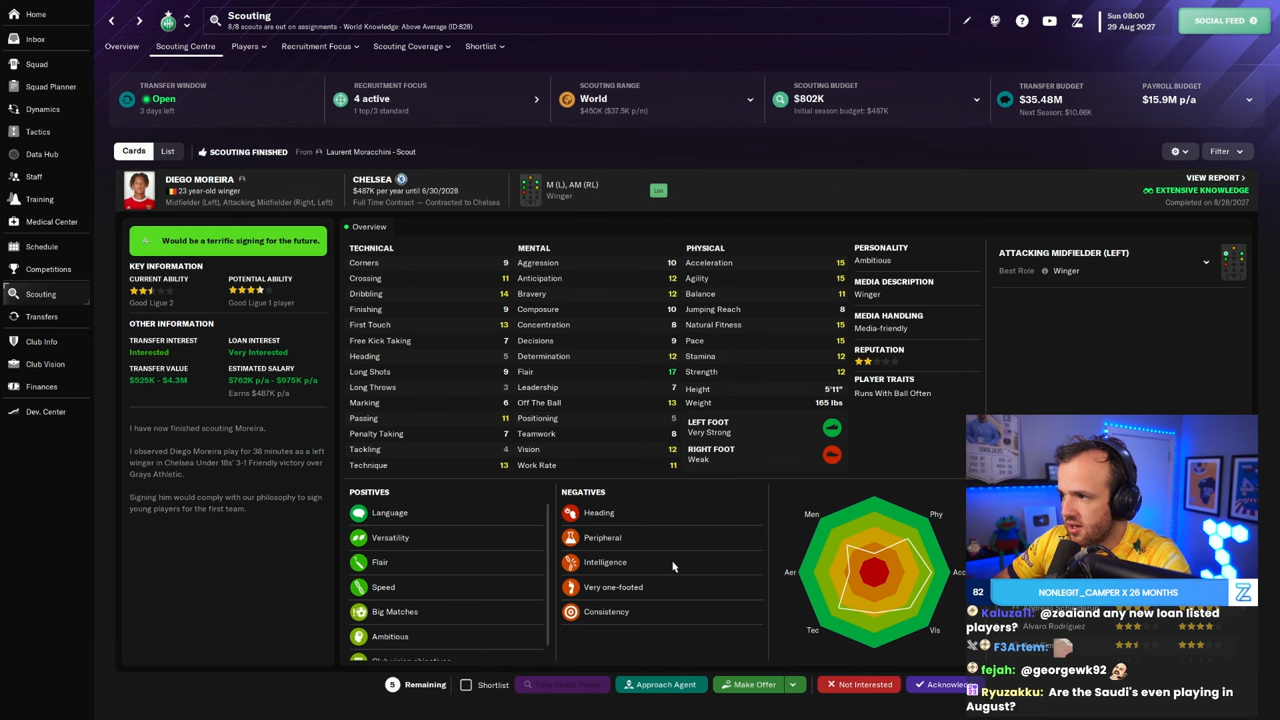 Home
Inbox
Squad
Squad Planner
Dynamics
Tactics
Data Hub
Staff
Training
Medical Center
Schedule
Competitions
Scouting
Transfers
Club Info
Club Vision
Finances
Dev. Center
Scouting
8/8 scouts are out on assignments - World Knowledge: Above Average (ID:828)
Sun 08:00
29 Aug 2027
SOCIAL FEED
Overview
Scouting Centre
Players
Recruitment Focus
Scouting Coverage
Shortlist
TRANSFER WINDOW
Open
3 days left
RECRUITMENT FOCUS
4 active
1 top/3 standard
SCOUTING RANGE
World
$450K ($37.5K p/m)
SCOUTING BUDGET
$802K
Initial season budget: $487K
TRANSFER BUDGET
$35.48M
Next Season: $10.66K
PAYROLL BUDGET
$15.9M p/a
Cards
List
SCOUTING FINISHED
From Laurent Moracchini - Scout
Filter
DIEGO MOREIRA
23 year-old winger
Midfielder (Left), Attacking Midfielder (Right, Left)
CHELSEA
$487K per year until 6/30/2028
Full Time Contract — Contracted to Chelsea
M (L), AM (RL)
Winger
Los
VIEW REPORT >
EXTENSIVE KNOWLEDGE
Completed on 8/28/2027
A- Would be a terrific signing for the future.
KEY INFORMATION
CURRENT ABILITY
POTENTIAL ABILITY
Good Ligue 2
Good Ligue 1 player
OTHER INFORMATION
TRANSFER INTEREST
LOAN INTEREST
Interested
Very Interested
TRANSFER VALUE
ESTIMATED SALARY
$525K - $4.3M
$762K p/a - $975K p/a
Earns $487K p/a
I have now finished scouting Moreira.
I observed Diego Moreira play for 38 minutes as a left
winger in Chelsea Under 18s' 3-1 Friendly victory over
Grays Athletic.
Signing him would comply with our philosophy to sign
young players for the first team.
Overview
TECHNICAL
Corners 9
Crossing 11
Dribbling 14
Finishing 9
First Touch 13
Free Kick Taking 7
Heading 5
Long Shots 9
Long Throws 3
Marking 6
Passing 11
Penalty Taking 7
Tackling 4
Technique 13
MENTAL
Aggression 10
Anticipation 12
Bravery 12
Composure 10
Concentration 8
Decisions 9
Determination 12
Flair 17
Leadership 7
Off The Ball 13
Positioning 5
Teamwork 8
Vision 12
Work Rate 11
PHYSICAL
Acceleration 15
Agility 15
Balance 11
Jumping Reach 8
Natural Fitness 15
Pace 15
Stamina 12
Strength 12
Height 5'11"
Weight 165 lbs
LEFT FOOT
Very Strong
RIGHT FOOT
Weak
PERSONALITY
Ambitious
MEDIA DESCRIPTION
Winger
MEDIA HANDLING
Media-friendly
REPUTATION
PLAYER TRAITS
Runs With Ball Often
ATTACKING MIDFIELDER (LEFT)
Best Role Winger
POSITIVES
Language
Versatility
Flair
Speed
Big Matches
Ambitious
NEGATIVES
Heading
Peripheral
Intelligence
Very one-footed
Consistency
Men
Phy
Aer
Acc
Tec
Vis
5 Remaining
Shortlist
Fully Scout Player
Approach Agent
Make Offer
Not Interested
82
NONLEGIT_CAMPER X 26 MONTHS
Kaluza11: @zealand any new loan listed
players?
Álvaro Rodríguez
F3Artem:
fejah: @georgewk92
Ryuzakku: Are the Saudi's even playing in
August?